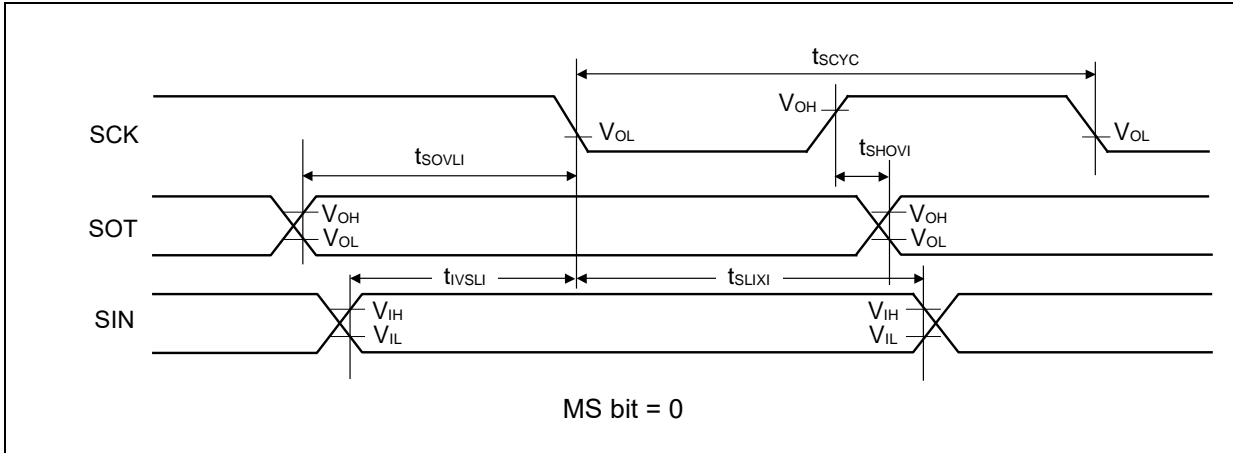 tSCYC
SCK
VOH
VOL
VOL
tSOVLI
tSHOVI
SOT
VOH
VOL
VOH
VOL
tIVSLI
tSLIXI
SIN
VIH
VIL
VIH
VIL
MS bit = 0